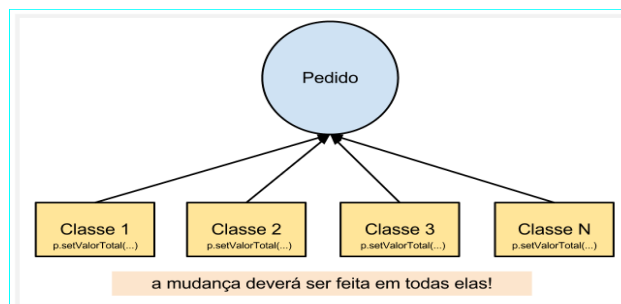 Pedido
Classe 1
p.setValorTotal(...)
Classe 2
p.setValorTotal(...)
Classe 3
p.setValorTotal(...)
Classe N
p.setValorTotal(...)
a mudança deverá ser feita em todas elas!